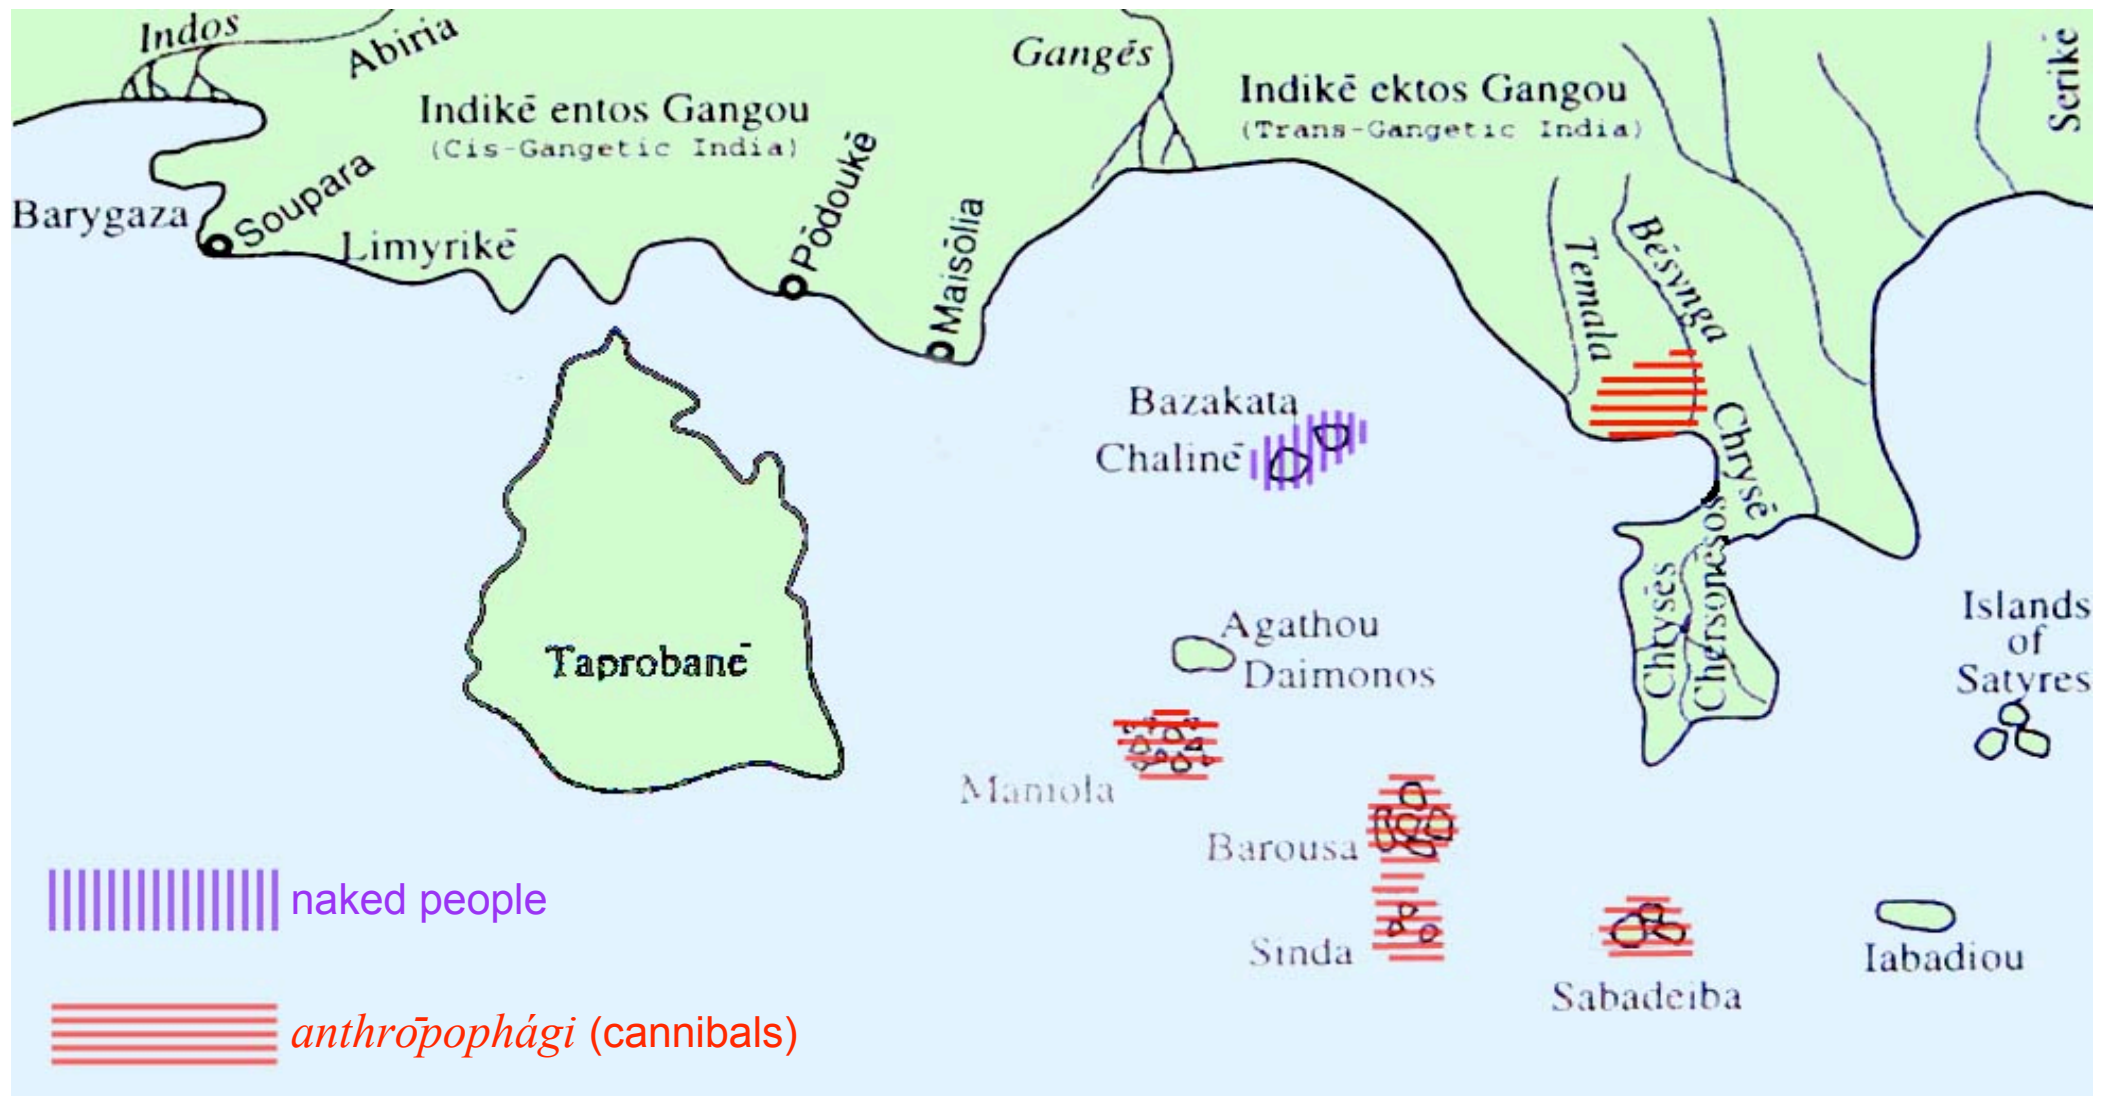 Indos
Abiria
Gangēs
Serikē
Indikē entos Gangou
(Cis-Gangetic India)
Indikē ektos Gangou
(Trans-Gangetic India)
Barygaza
Soupara
Limyrikē
Pōdoukē
Maisōlia
Temala
Bēsynga
Bazakata
Chalinē
Chrysē
Chrysēs
Chersonēsos
Taprobanē
Agathou
Daimonos
Islands
of
Satyres
Maniola
Barousa
Sinda
Sabadeiba
Iabadiou
naked people
anthrōpophági (cannibals)